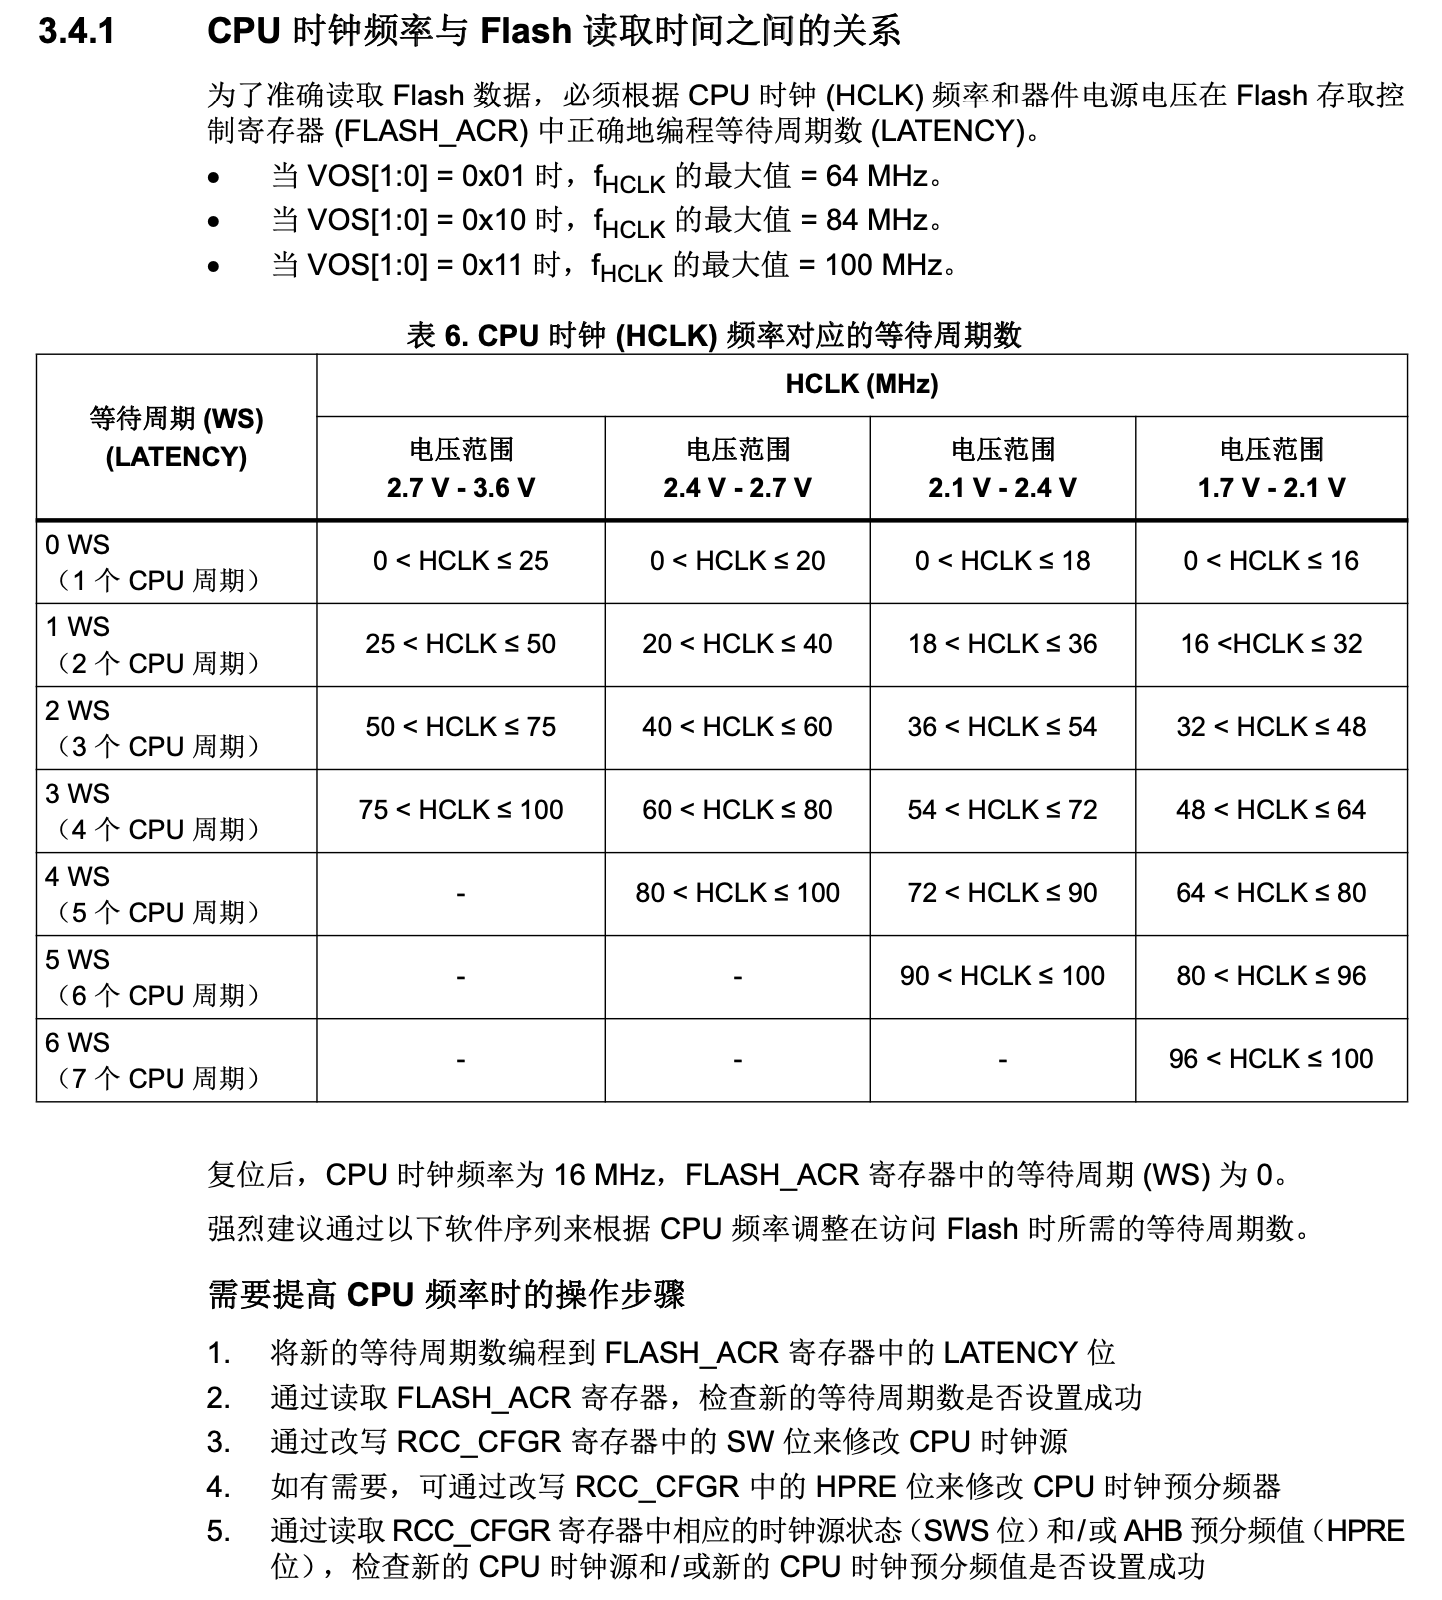 3.4.1 CPU 时钟频率与 Flash 读取时间之间的关系
为了准确读取 Flash 数据，必须根据 CPU 时钟 (HCLK) 频率和器件电源电压在 Flash 存取控
制寄存器 (FLASH_ACR) 中正确地编程等待周期数 (LATENCY)。
• 当 VOS[1:0] = 0x01 时，fHCLK 的最大值 = 64 MHz。
• 当 VOS[1:0] = 0x10 时，fHCLK 的最大值 = 84 MHz。
• 当 VOS[1:0] = 0x11 时，fHCLK 的最大值 = 100 MHz。
表 6. CPU 时钟 (HCLK) 频率对应的等待周期数
等待周期 (WS)
(LATENCY)
HCLK (MHz)
电压范围
2.7 V - 3.6 V
电压范围
2.4 V - 2.7 V
电压范围
2.1 V - 2.4 V
电压范围
1.7 V - 2.1 V
0 WS
（1 个 CPU 周期）
0 < HCLK ≤ 25
0 < HCLK ≤ 20
0 < HCLK ≤ 18
0 < HCLK ≤ 16
1 WS
（2 个 CPU 周期）
25 < HCLK ≤ 50
20 < HCLK ≤ 40
18 < HCLK ≤ 36
16 <HCLK ≤ 32
2 WS
（3 个 CPU 周期）
50 < HCLK ≤ 75
40 < HCLK ≤ 60
36 < HCLK ≤ 54
32 < HCLK ≤ 48
3 WS
（4 个 CPU 周期）
75 < HCLK ≤ 100
60 < HCLK ≤ 80
54 < HCLK ≤ 72
48 < HCLK ≤ 64
4 WS
（5 个 CPU 周期）
-
80 < HCLK ≤ 100
72 < HCLK ≤ 90
64 < HCLK ≤ 80
5 WS
（6 个 CPU 周期）
-
-
90 < HCLK ≤ 100
80 < HCLK ≤ 96
6 WS
（7 个 CPU 周期）
-
-
-
96 < HCLK ≤ 100
复位后，CPU 时钟频率为 16 MHz，FLASH_ACR 寄存器中的等待周期 (WS) 为 0。
强烈建议通过以下软件序列来根据 CPU 频率调整在访问 Flash 时所需的等待周期数。
需要提高 CPU 频率时的操作步骤
1. 将新的等待周期数编程到 FLASH_ACR 寄存器中的 LATENCY 位
2. 通过读取 FLASH_ACR 寄存器，检查新的等待周期数是否设置成功
3. 通过改写 RCC_CFGR 寄存器中的 SW 位来修改 CPU 时钟源
4. 如有需要，可通过改写 RCC_CFGR 中的 HPRE 位来修改 CPU 时钟预分频器
5. 通过读取 RCC_CFGR 寄存器中相应的时钟源状态（SWS 位）和/或 AHB 预分频值（HPRE
位），检查新的 CPU 时钟源和/或新的 CPU 时钟预分频值是否设置成功